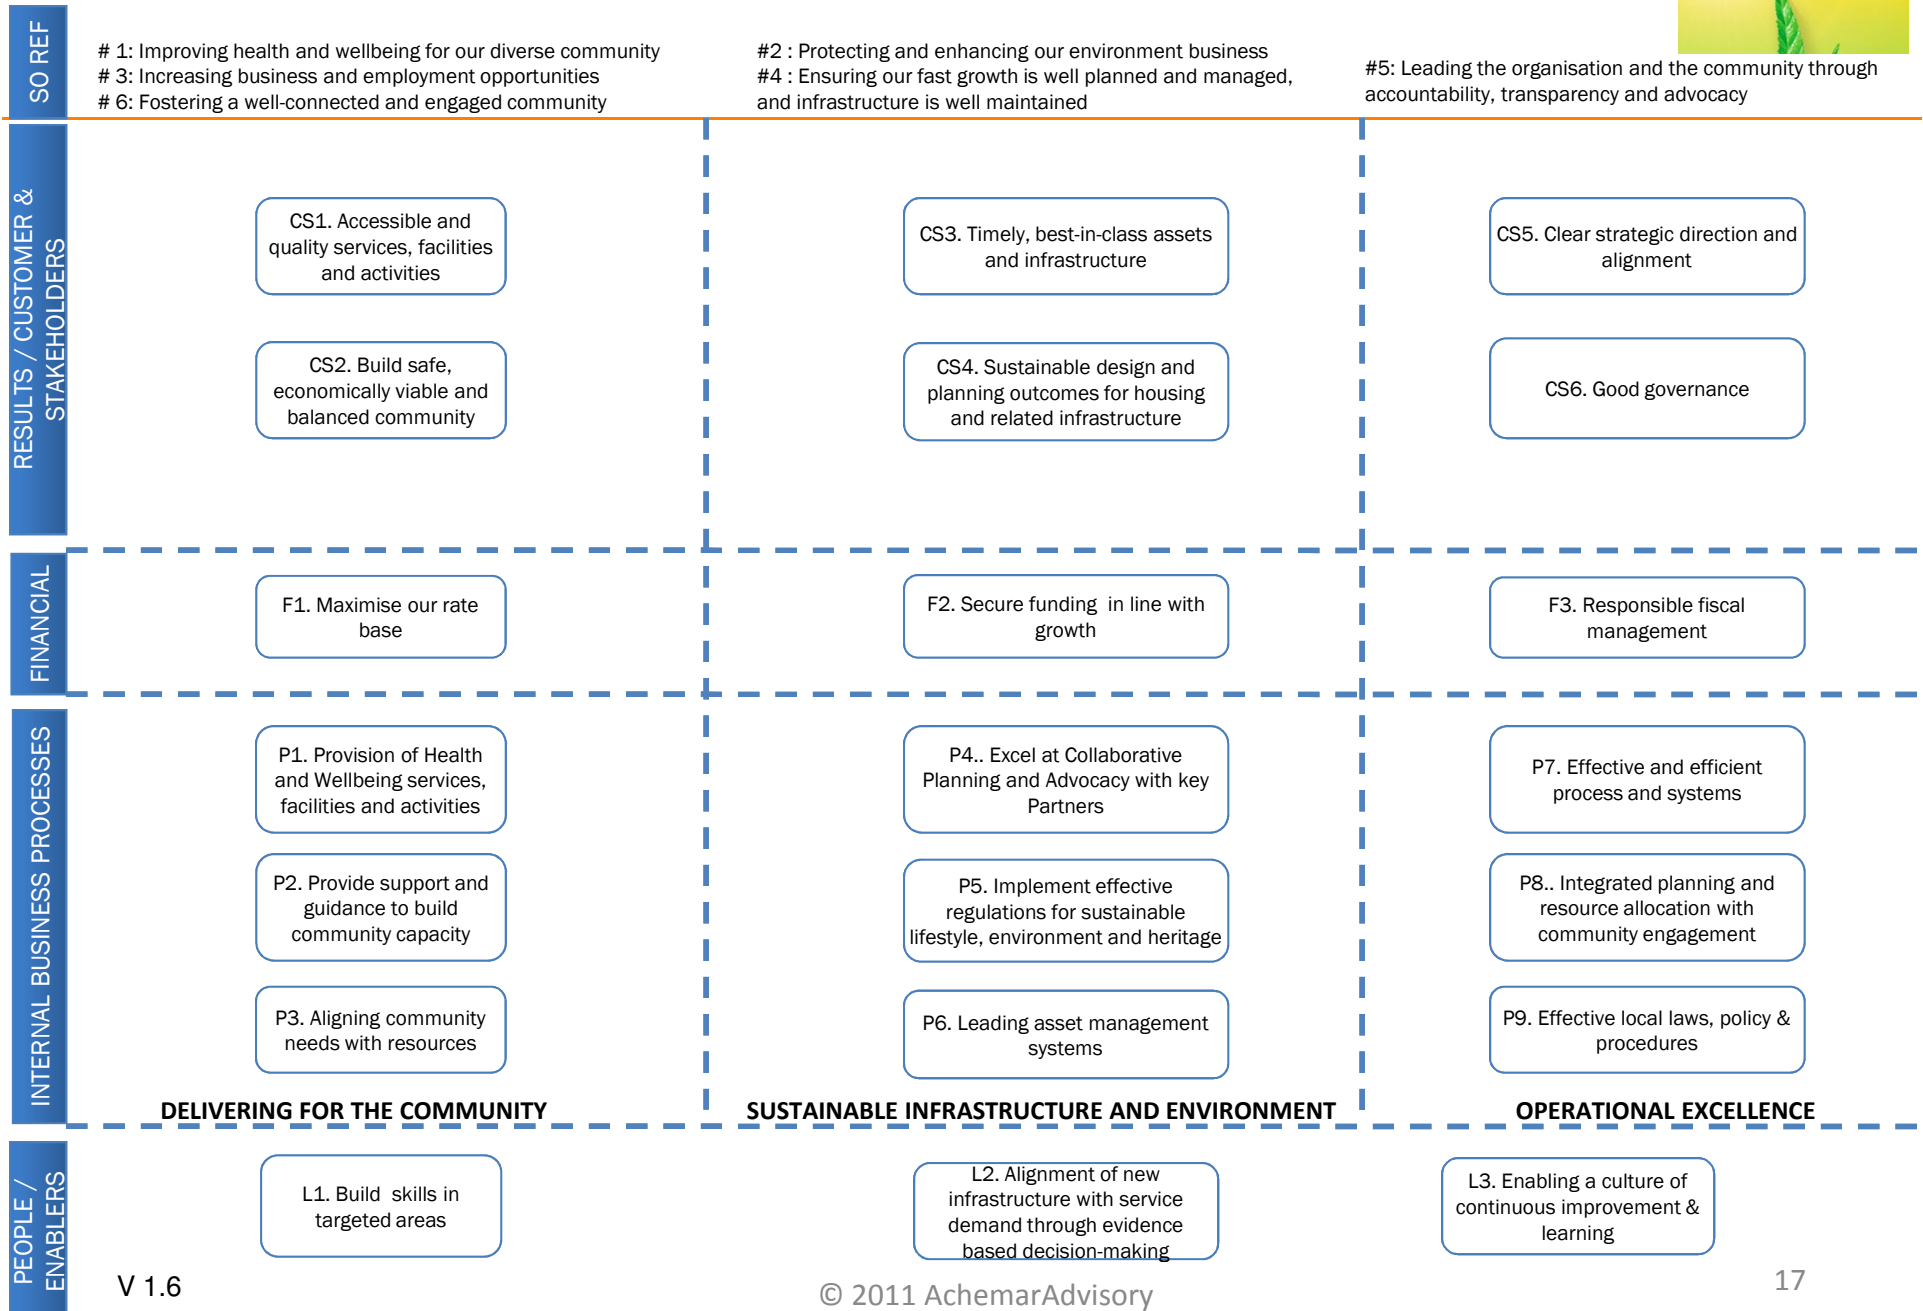 SO REF
# 1: Improving health and wellbeing for our diverse community
# 3: Increasing business and employment opportunities
# 6: Fostering a well-connected and engaged community
#2 : Protecting and enhancing our environment business
#4 : Ensuring our fast growth is well planned and managed,
and infrastructure is well maintained
#5: Leading the organisation and the community through
accountability, transparency and advocacy
RESULTS / CUSTOMER &
STAKEHOLDERS
CS1. Accessible and
quality services, facilities
and activities
CS3. Timely, best-in-class assets
and infrastructure
CS5. Clear strategic direction and
alignment
CS2. Build safe,
economically viable and
balanced community
CS4. Sustainable design and
planning outcomes for housing
and related infrastructure
CS6. Good governance
FINANCIAL
F1. Maximise our rate
base
F2. Secure funding  in line with
growth
F3. Responsible fiscal
management
INTERNAL BUSINESS PROCESSES
P1. Provision of Health
and Wellbeing services,
facilities and activities
P4.. Excel at Collaborative
Planning and Advocacy with key
Partners
P7. Effective and efficient
process and systems
P2. Provide support and
guidance to build
community capacity
P5. Implement effective
regulations for sustainable
lifestyle, environment and heritage
P8.. Integrated planning and
resource allocation with
community engagement
P3. Aligning community
needs with resources
P6. Leading asset management
systems
P9. Effective local laws, policy &
procedures
DELIVERING FOR THE COMMUNITY
SUSTAINABLE INFRASTRUCTURE AND ENVIRONMENT
OPERATIONAL EXCELLENCE
PEOPLE /
ENABLERS
L1. Build  skills in
targeted areas
L2. Alignment of new
infrastructure with service
demand through evidence
based decision-making
L3. Enabling a culture of
continuous improvement &
learning
V 1.6
© 2011 AchemarAdvisory
17